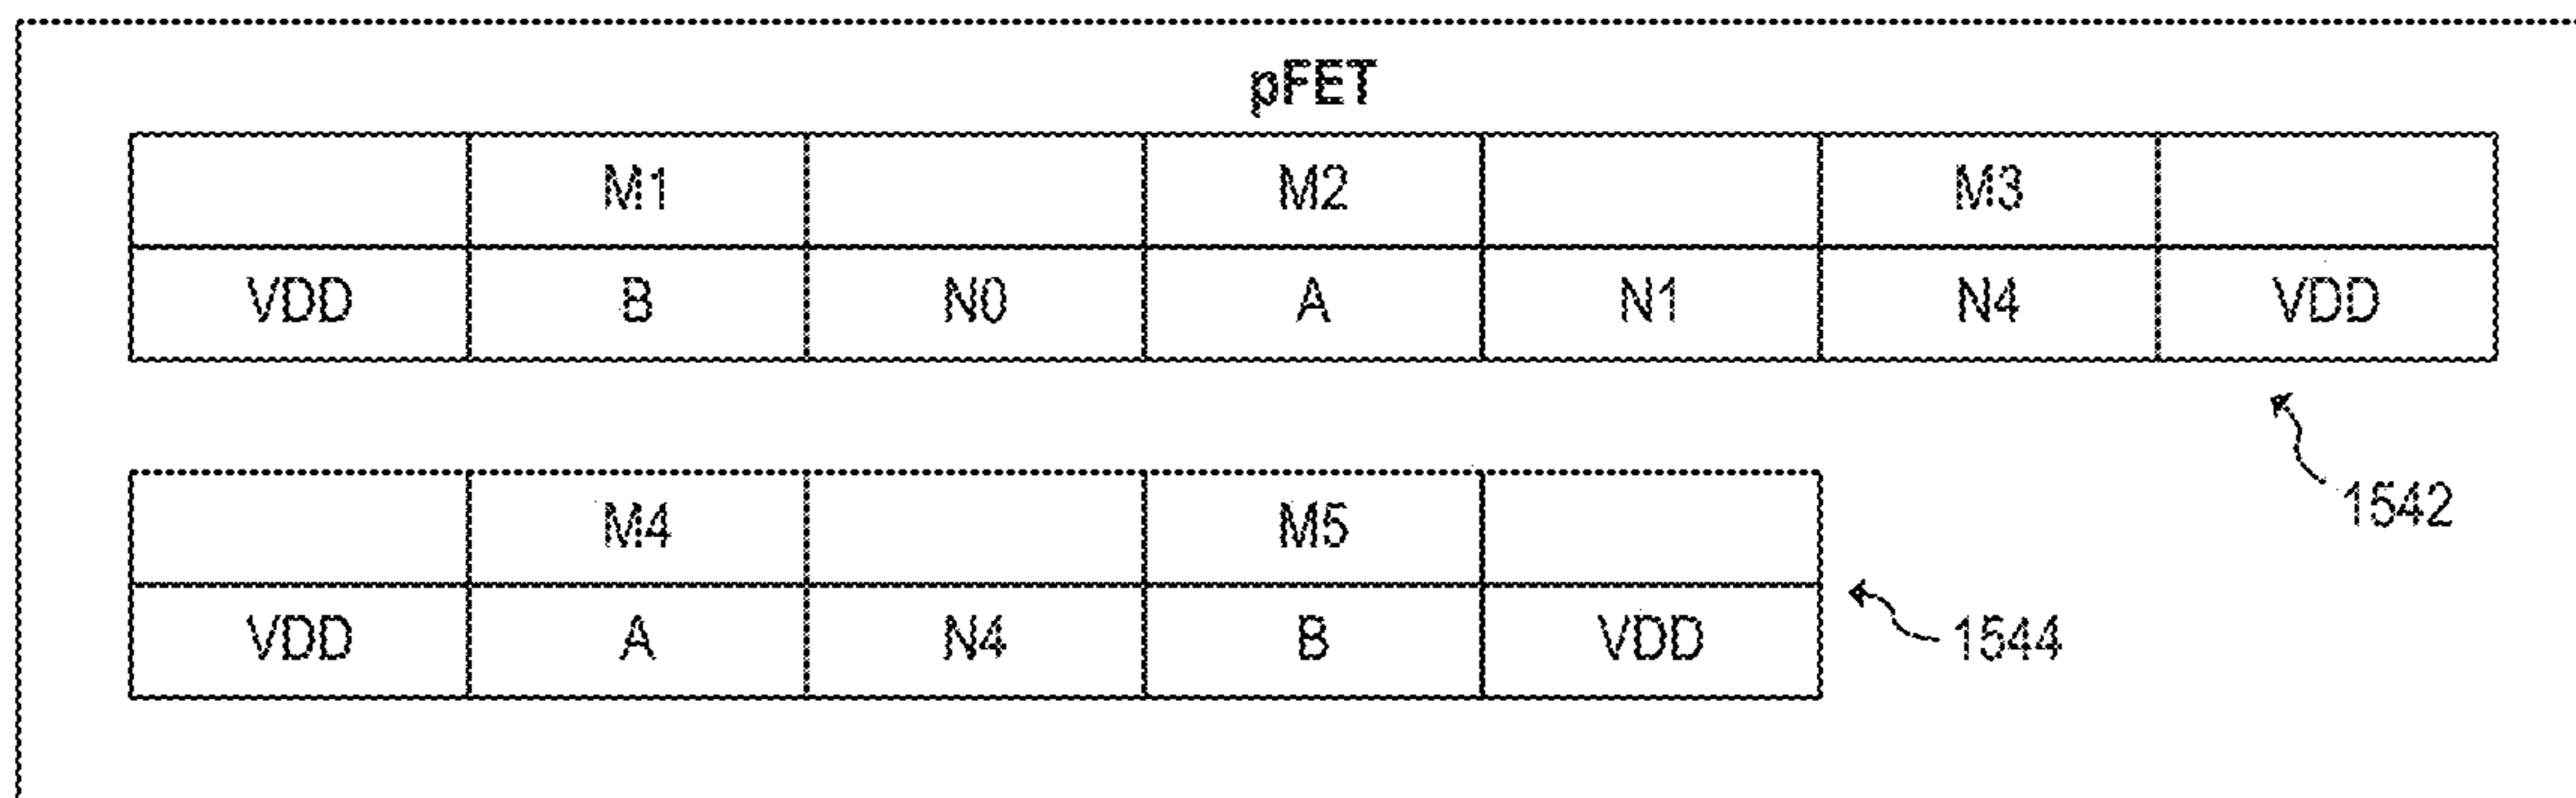 pFET
M1 M2 M3
VDD B N0 A N1 N4 VDD
1542
M4 M5
VDD A N4 B VDD
1544